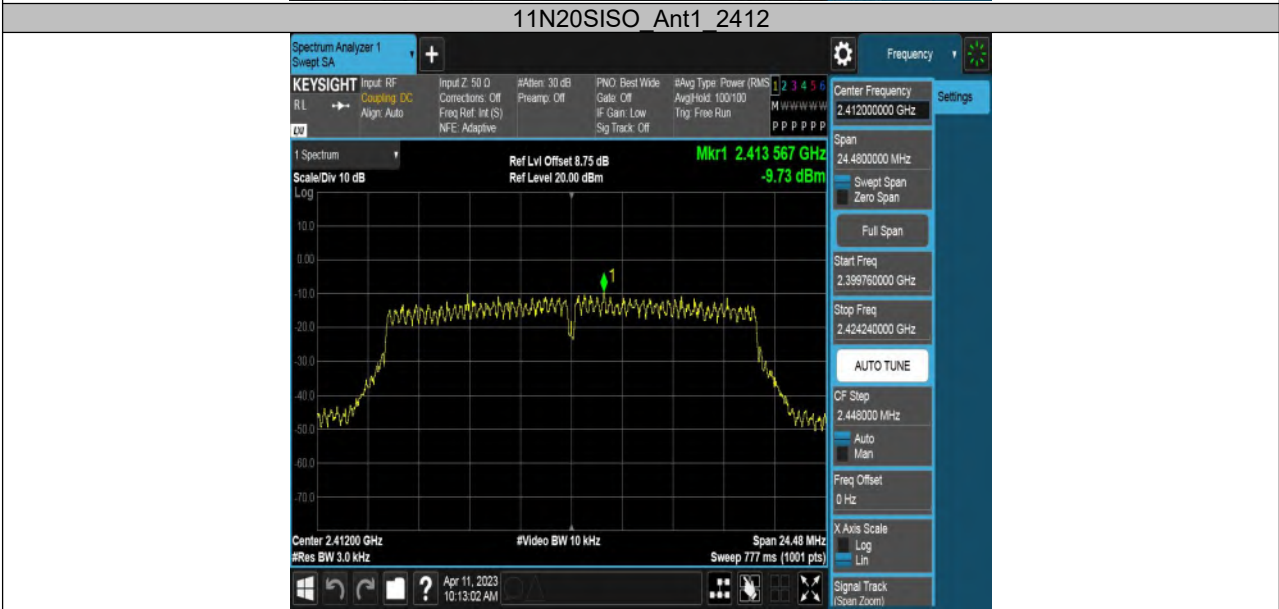 11N20SISO_Ant1_2412
Spectrum Analyzer 1
Swept SA
+
Frequency
KEYSIGHT
RL
LXI
Input: RF
Coupling: DC
Align: Auto
Input Z: 50 Ω
Corrections: Off
Freq Ref: Int (S)
NFE: Adaptive
#Atten: 30 dB
Preamp: Off
PNO: Best Wide
Gate: Off
IF Gain: Low
Sig Track: Off
#Avg Type: Power (RMS
Avg|Hold: 100/100
Trig: Free Run
1 2 3 4 5 6
M W W W W W
P P P P P P
1 Spectrum
Scale/Div 10 dB
Log
Ref Lvl Offset 8.75 dB
Ref Level 20.00 dBm
Mkr1 2.413 567 GHz
-9.73 dBm
10.0
0.00
-10.0
-20.0
-30.0
-40.0
-50.0
-60.0
-70.0
1
Center 2.41200 GHz
#Res BW 3.0 kHz
#Video BW 10 kHz
Span 24.48 MHz
Sweep 777 ms (1001 pts)
?
Apr 11, 2023
10:13:02 AM
Center Frequency
2.412000000 GHz
Settings
Span
24.4800000 MHz
Swept Span
Zero Span
Full Span
Start Freq
2.399760000 GHz
Stop Freq
2.424240000 GHz
AUTO TUNE
CF Step
2.448000 MHz
Auto
Man
Freq Offset
0 Hz
X Axis Scale
Log
Lin
Signal Track
(Span Zoom)